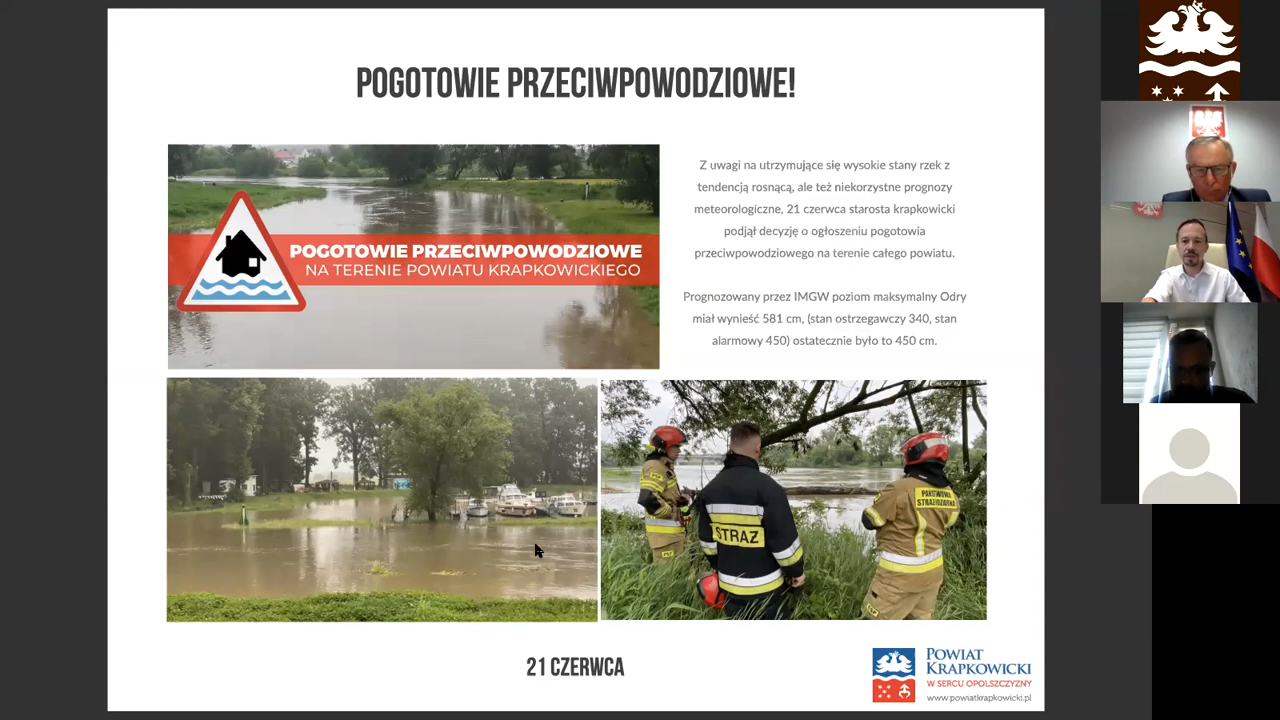 POGOTOWIE PRZECIWPOWODZIOWE!
POGOTOWIE PRZECIWPOWODZIOWE
NA TERENIE POWIATU KRAPKOWICKIEGO
Z uwagi na utrzymujące się wysokie stany rzek z
tendencją rosnącą, ale też niekorzystne prognozy
meteorologiczne, 21 czerwca starosta krapkowicki
podjął decyzję o ogłoszeniu pogotowia
przeciwpowodziowego na terenie całego powiatu.
Prognozowany przez IMGW poziom maksymalny Odry
miał wynieść 581 cm, (stan ostrzegawczy 340, stan
alarmowy 450) ostatecznie było to 450 cm.
STRAŻ
PAŃSTWOWA
STRAŻ POŻARNA
21 CZERWCA
POWIAT
KRAPKOWICKI
W SERCU OPOLSZCZYZNY
www.powiatkrapkowicki.pl